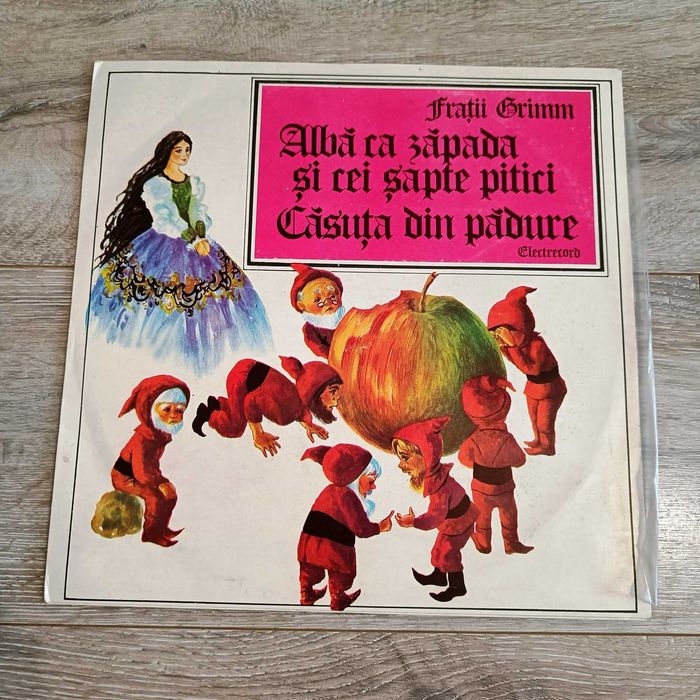 Frații Grimm
Albă ca zăpada
și cei șapte pitici
Căsuța din pădure
Electrecord